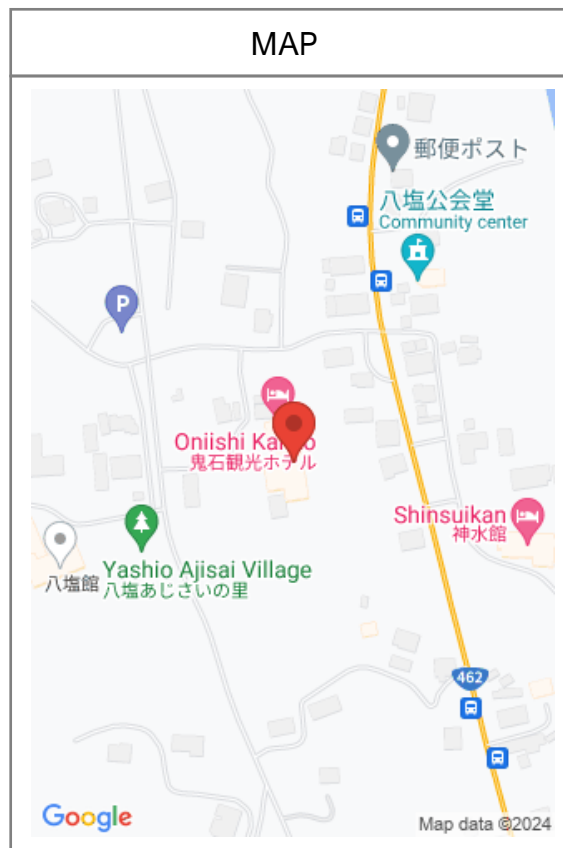 MAP
郵便ポスト
八塩公会堂
Community center
P
Oniishi
鬼石観光ホテル
Shinsuikan
神水館
八塩館
Yashio Ajisai Village
八塩あじさいの里
462
Google
Map data ©2024